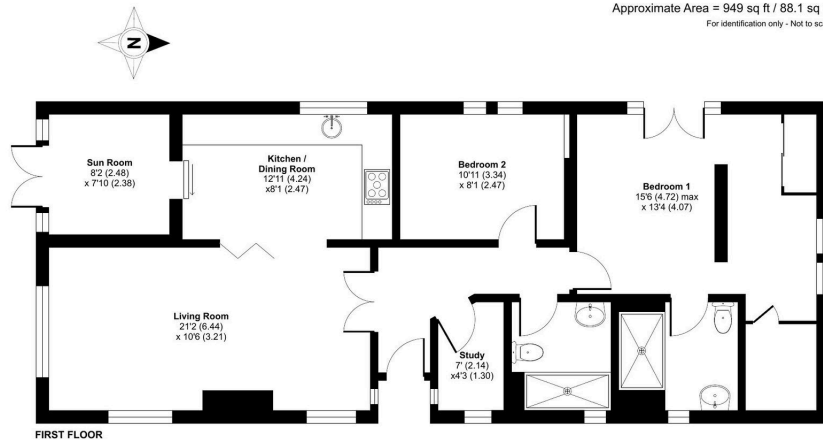 Approximate Area = 949 sq ft / 88.1 sq
For identification only - Not to sc
N
Sun Room
8'2 (2.48)
x 7'10 (2.38)
Kitchen /
Dining Room
12'11 (4.24)
x8'1 (2.47)
Bedroom 2
10'11 (3.34)
x 8'1 (2.47)
Bedroom 1
15'6 (4.72) max
x 13'4 (4.07)
Living Room
21'2 (6.44)
x 10'6 (3.21)
Study
7' (2.14)
x4'3 (1.30)
FIRST FLOOR